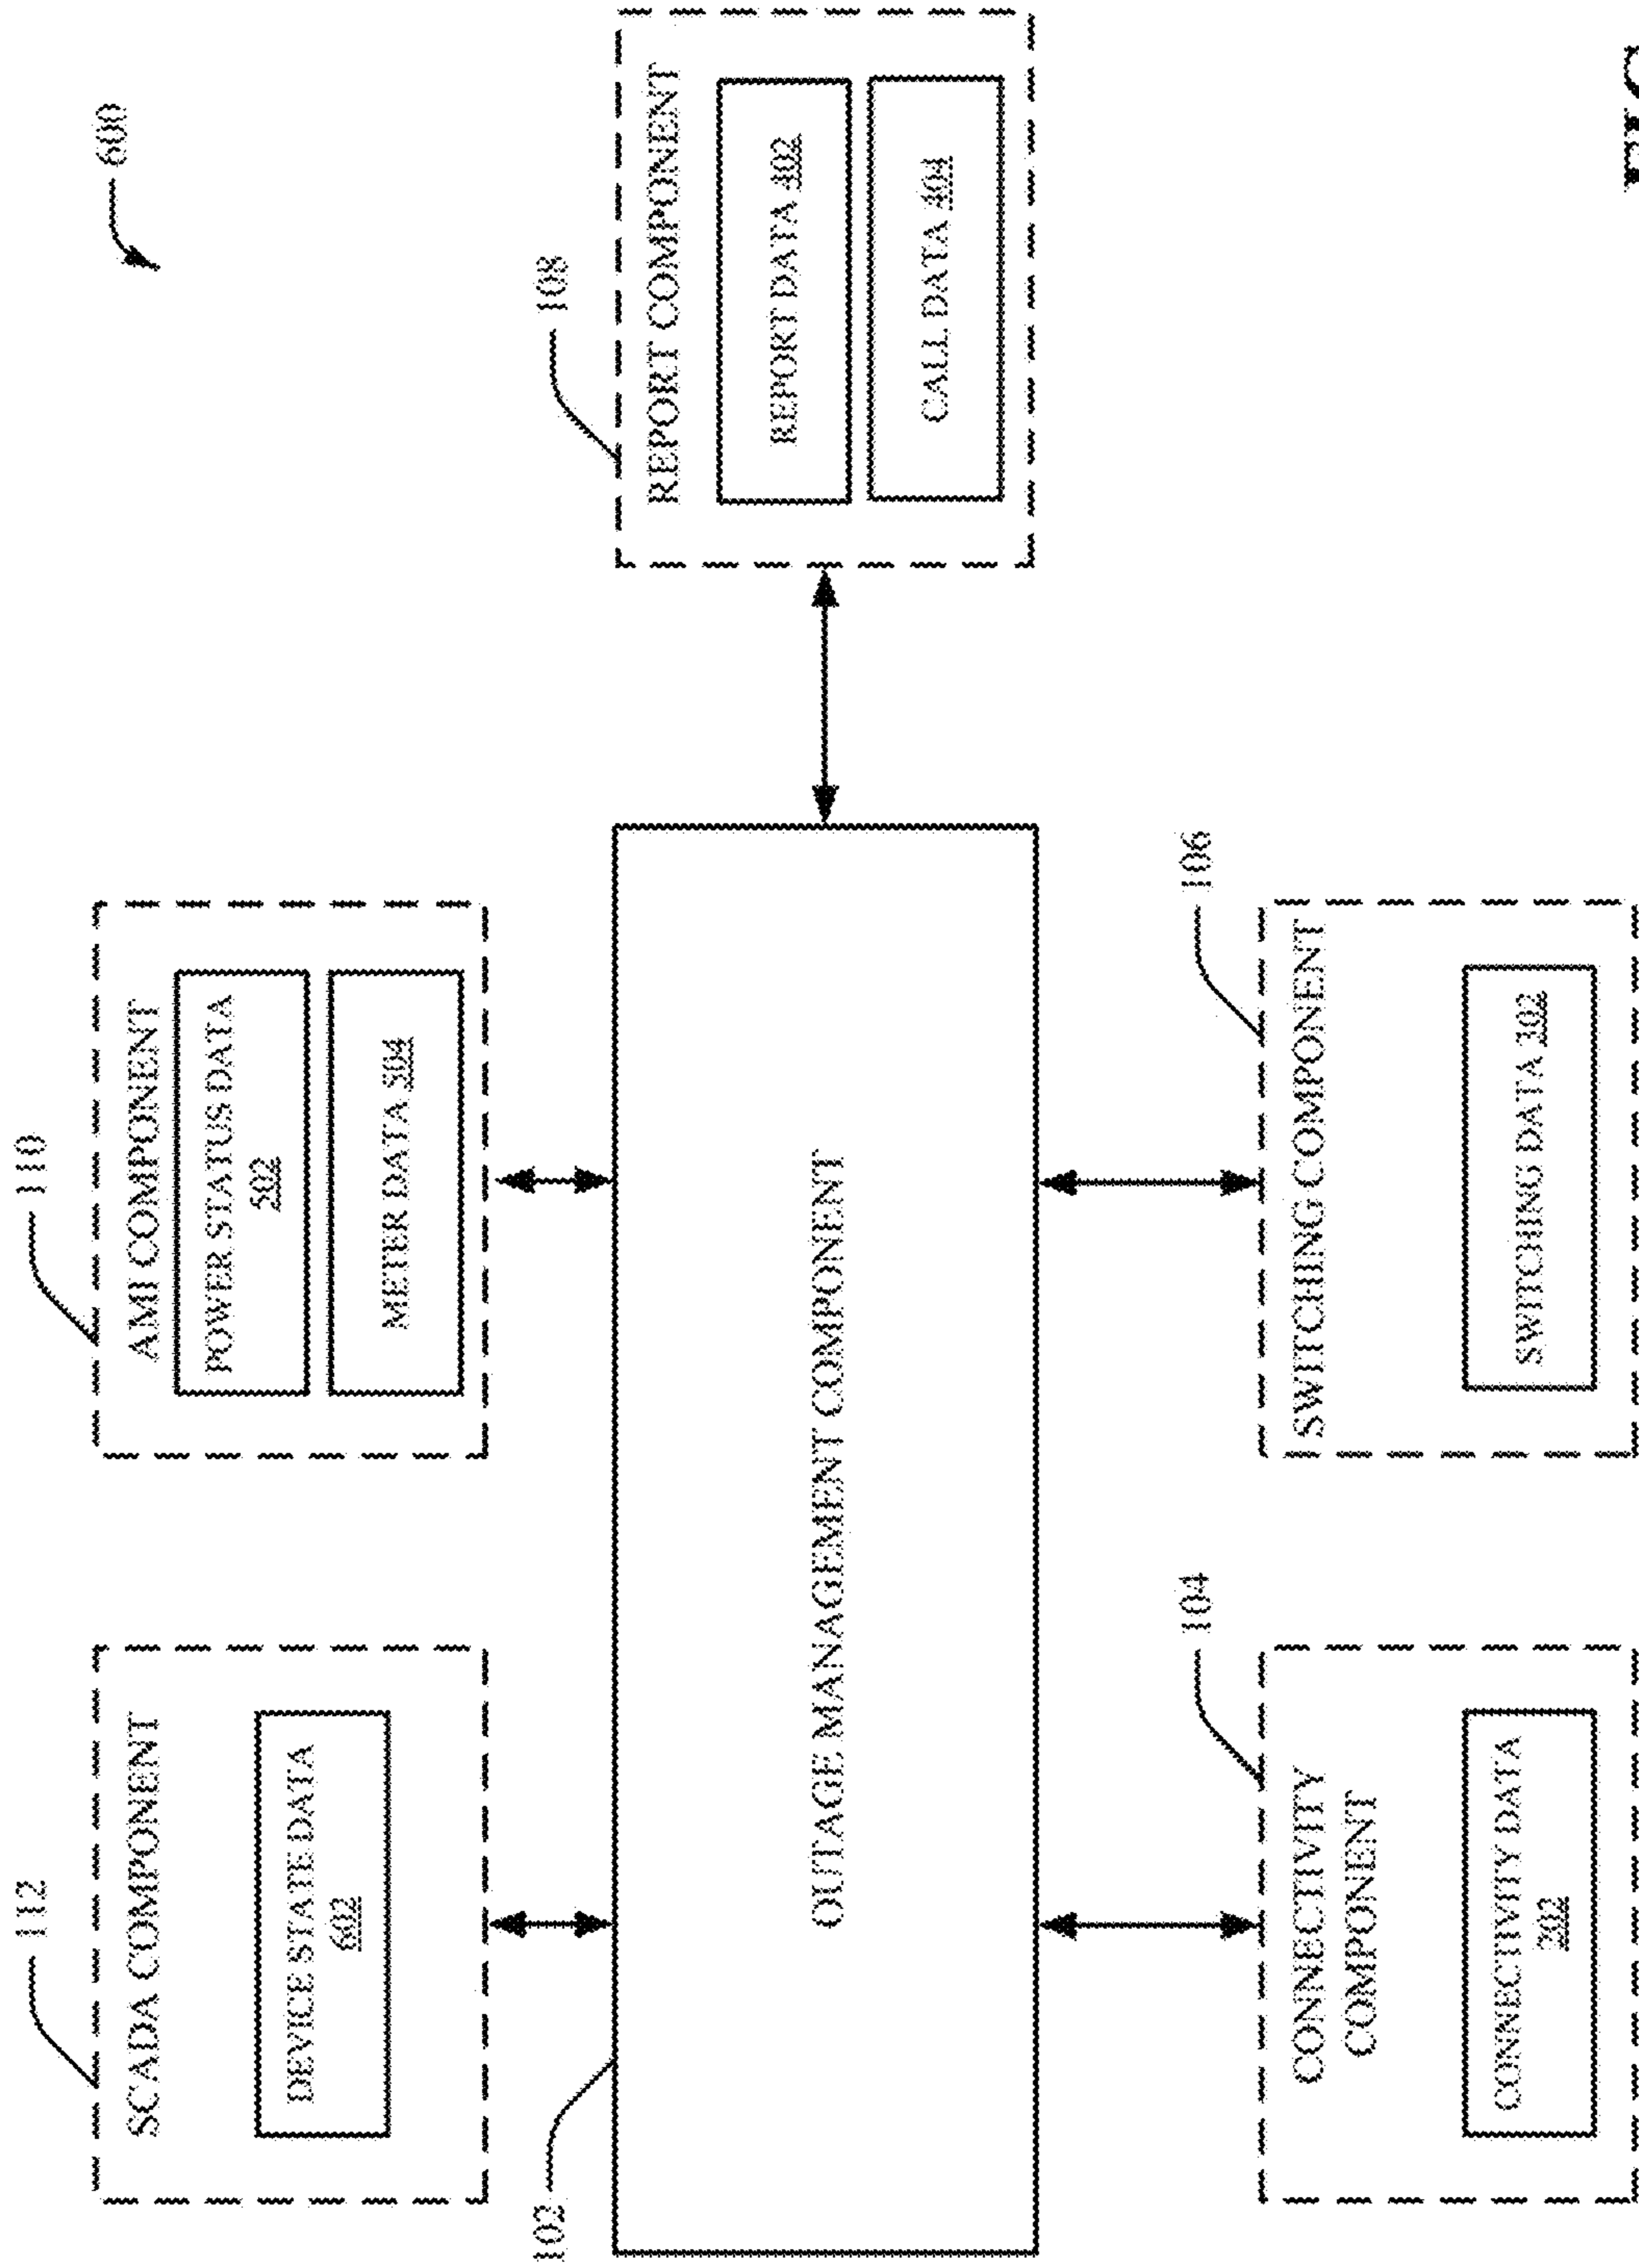 600
112
SCADA COMPONENT
DEVICE STATE DATA
602
110
AMI COMPONENT
POWER STATUS DATA
502
METER DATA 504
102
OUTAGE MANAGEMENT COMPONENT
108
REPORT COMPONENT
REPORT DATA 402
CALL DATA 404
104
CONNECTIVITY
COMPONENT
CONNECTIVITY DATA
202
106
SWITCHING COMPONENT
SWITCHING DATA 302